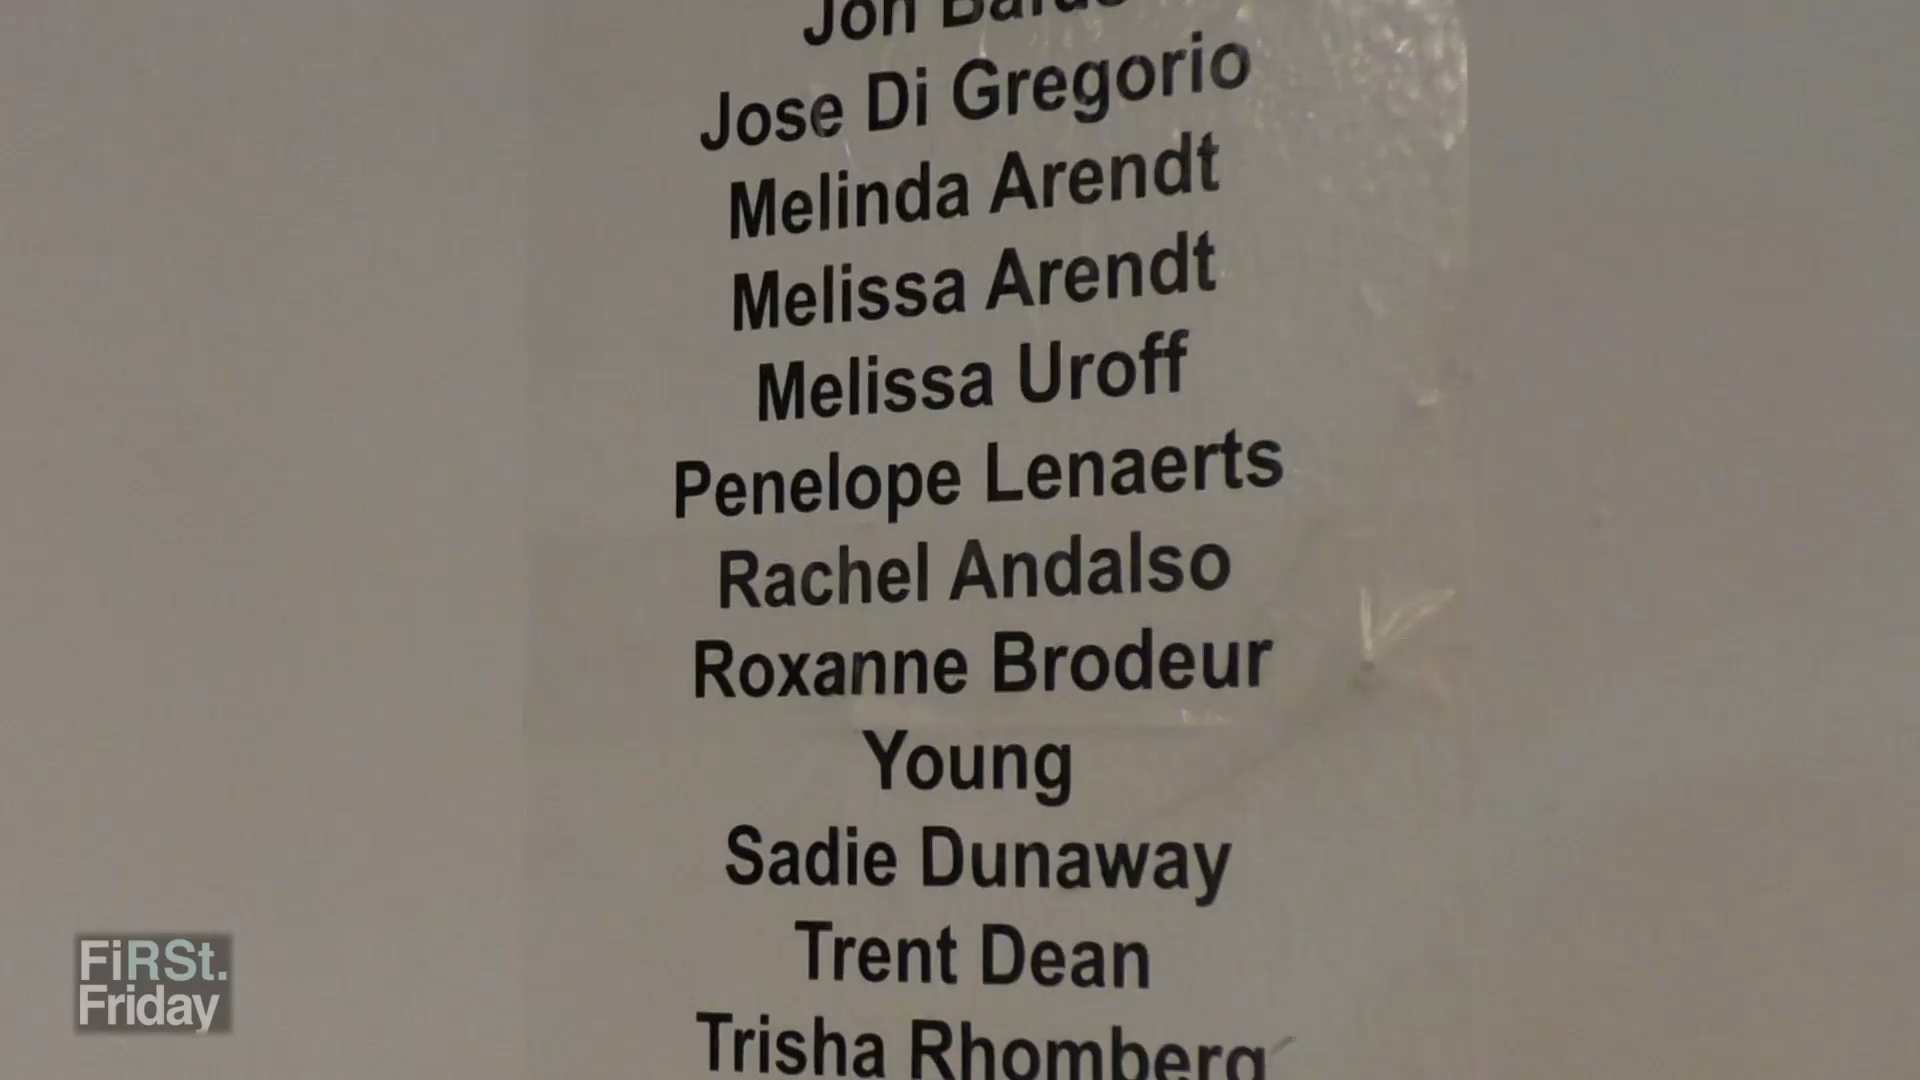 Jon
Jose Di Gregorio
Melinda Arendt
Melissa Arendt
Melissa Uroff
Penelope Lenaerts
Rachel Andalso
Roxanne Brodeur
Young
Sadie Dunaway
Trent Dean
Trisha Rhomberg
FiRSt.
Friday